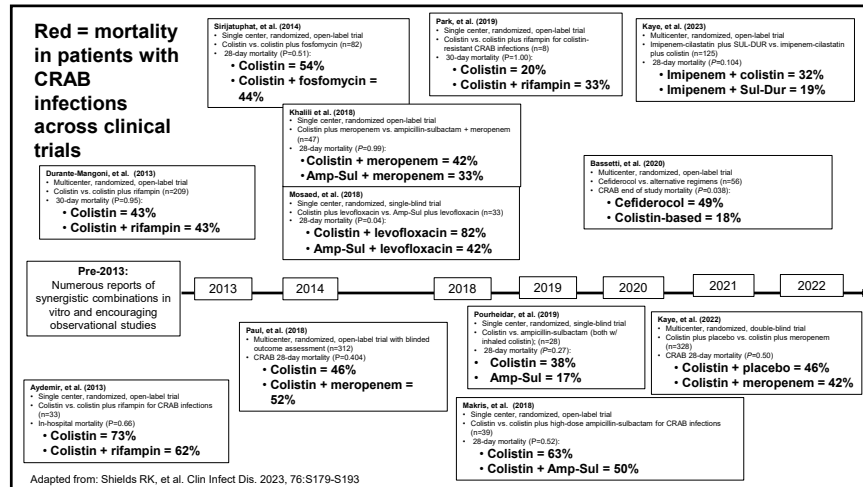 Red = mortality
in patients with
CRAB
infections
across clinical
trials
Sirijatuphat, et al. (2014)
• Single center, randomized, open-label trial
• Colistin vs. colistin plus fosfomycin (n=82)
• 28-day mortality (P=0.51):
• Colistin = 54%
• Colistin + fosfomycin =
44%
Park, et al. (2019)
• Single center, randomized, open-label trial
• Colistin vs. colistin plus rifampin for colistin-
resistant CRAB infections (n=8)
• 30-day mortality (P=1.00):
• Colistin = 20%
• Colistin + rifampin = 33%
Kaye, et al. (2023)
• Multicenter, randomized, open-label trial
• Imipenem-cilastatin plus SUL-DUR vs. imipenem-cilastatin
plus colistin (n=125)
• 28-day mortality (P=0.104)
• Imipenem + colistin = 32%
• Imipenem + Sul-Dur = 19%
Khalili et al. (2018)
• Single center, randomized open-label trial
• Colistin plus meropenem vs. ampicillin-sulbactam + meropenem
(n=47)
• 28-day mortality (P=0.99):
• Colistin + meropenem = 42%
• Amp-Sul + meropenem = 33%
Durante-Mangoni, et al. (2013)
• Multicenter, randomized, open-label trial
• Colistin vs. colistin plus rifampin (n=209)
• 30-day mortality (P=0.95):
• Colistin = 43%
• Colistin + rifampin = 43%
Mosaed, et al. (2018)
• Single center, randomized, single-blind trial
• Colistin plus levofloxacin vs. Amp-Sul plus levofloxacin (n=33)
• 28-day mortality (P=0.04):
• Colistin + levofloxacin = 82%
• Amp-Sul + levofloxacin = 42%
Bassetti, et al. (2020)
• Multicenter, randomized, open-label trial
• Cefiderocol vs. alternative regimens (n=56)
• CRAB end of study mortality (P=0.038):
• Cefiderocol = 49%
• Colistin-based = 18%
Pre-2013:
Numerous reports of
synergistic combinations in
vitro and encouraging
observational studies
2013
2014
2018
2019
2020
2021
2022
Paul, et al. (2018)
• Multicenter, randomized, open-label trial with blinded
outcome assessment (n=312)
• CRAB 28-day mortality (P=0.404)
• Colistin = 46%
• Colistin + meropenem =
52%
Pourheidar, et al. (2019)
• Single center, randomized, single-blind trial
• Colistin vs. ampicillin-sulbactam (both w/
inhaled colistin); (n=28)
• 28-day mortality (P=0.27):
• Colistin = 38%
• Amp-Sul = 17%
Kaye, et al. (2022)
• Multicenter, randomized, double-blind trial
• Colistin plus placebo vs. colistin plus meropenem
(n=328)
• CRAB 28-day mortality (P=0.50)
• Colistin + placebo = 46%
• Colistin + meropenem = 42%
Aydemir, et al. (2013)
• Single center, randomized, open-label trial
• Colistin vs. colistin plus rifampin for CRAB infections
(n=33)
• In-hospital mortality (P=0.66)
• Colistin = 73%
• Colistin + rifampin = 62%
Makris, et al. (2018)
• Single center, randomized, open-label trial
• Colistin vs. colistin plus high-dose ampicillin-sulbactam for CRAB infections
(n=39)
• 28-day mortality (P=0.52):
• Colistin = 63%
• Colistin + Amp-Sul = 50%
Adapted from: Shields RK, et al. Clin Infect Dis. 2023, 76:S179-S193